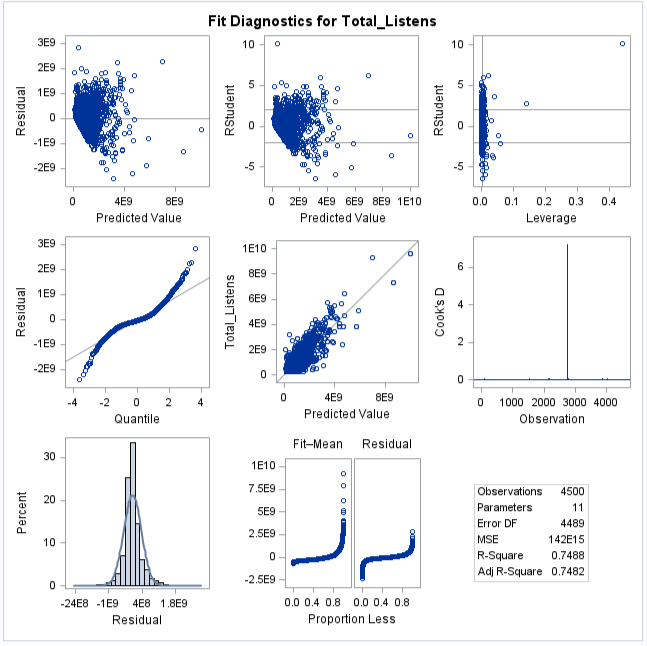 Fit Diagnostics for Total_Listens
3E9
2E9
1E9
0
-1E9
-2E9
Residual
0 4E9 8E9
Predicted Value
10
5
0
-5
RStudent
0 2E9 4E9 6E9 8E9 1E10
Predicted Value
10
5
0
-5
RStudent
0.0 0.1 0.2 0.3 0.4
Leverage
3E9
2E9
1E9
0
-1E9
-2E9
Residual
-4 -2 0 2 4
Quantile
1E10
8E9
6E9
4E9
2E9
0
Total_Listens
0 4E9 8E9
Predicted Value
6
4
2
0
Cook's D
0 1000 2000 3000 4000
Observation
30
20
10
0
Percent
-24E8 -1E9 4E8 1.8E9
Residual
Fit–Mean Residual
1E10
7.5E9
5E9
2.5E9
0
-2.5E9
0.0 0.4 0.8 0.0 0.4 0.8
Proportion Less
Observations 4500
Parameters 11
Error DF 4489
MSE 142E15
R-Square 0.7488
Adj R-Square 0.7482